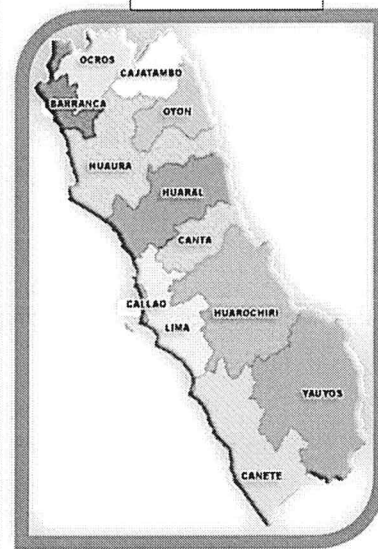 OCROS
CAJATAMBO
BARRANCA
OYON
HUAURA
HUARAL
CANTA
CALLAO
HUAROCHIRI
LIMA
YAUYOS
CANETE